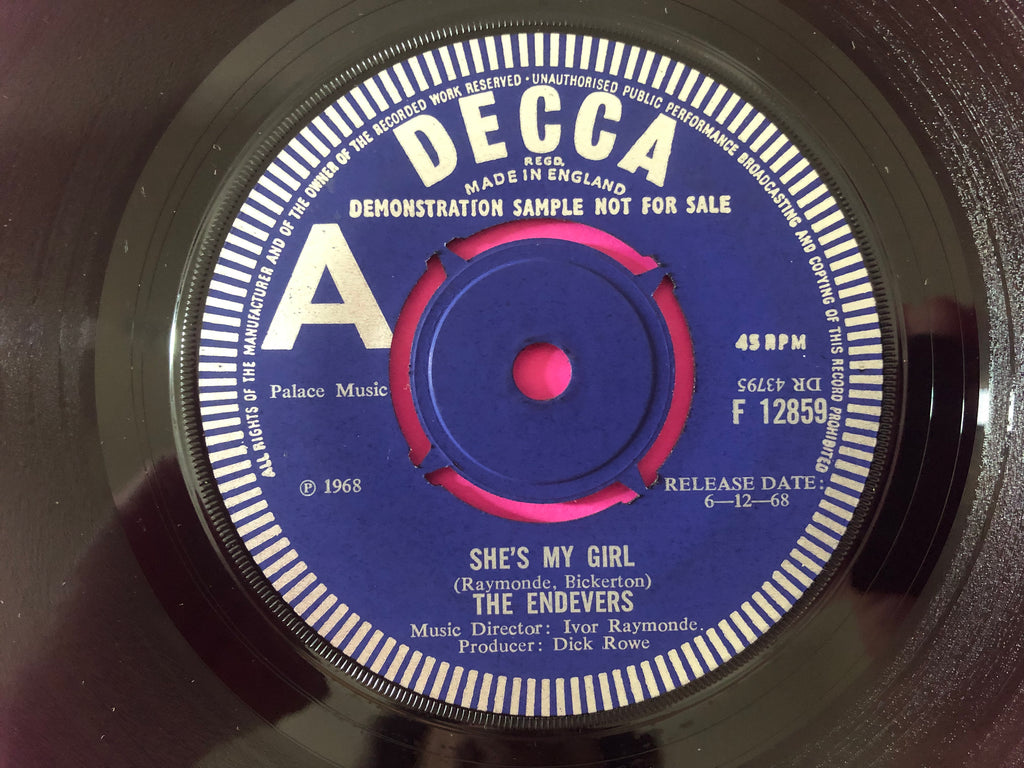 ALL RIGHTS OF THE MANUFACTURER AND OF THE OWNER OF THE RECORDED WORK RESERVED · UNAUTHORISED PUBLIC PERFORMANCE BROADCASTING AND COPYING OF THIS RECORD PROHIBITED
DECCA
REGD.
MADE IN ENGLAND
DEMONSTRATION SAMPLE NOT FOR SALE
A
45 RPM
Palace Music
DR 43795
F 12859
℗ 1968
RELEASE DATE:
6—12—68
SHE'S MY GIRL
(Raymonde, Bickerton)
THE ENDEVERS
Music Director: Ivor Raymonde.
Producer: Dick Rowe